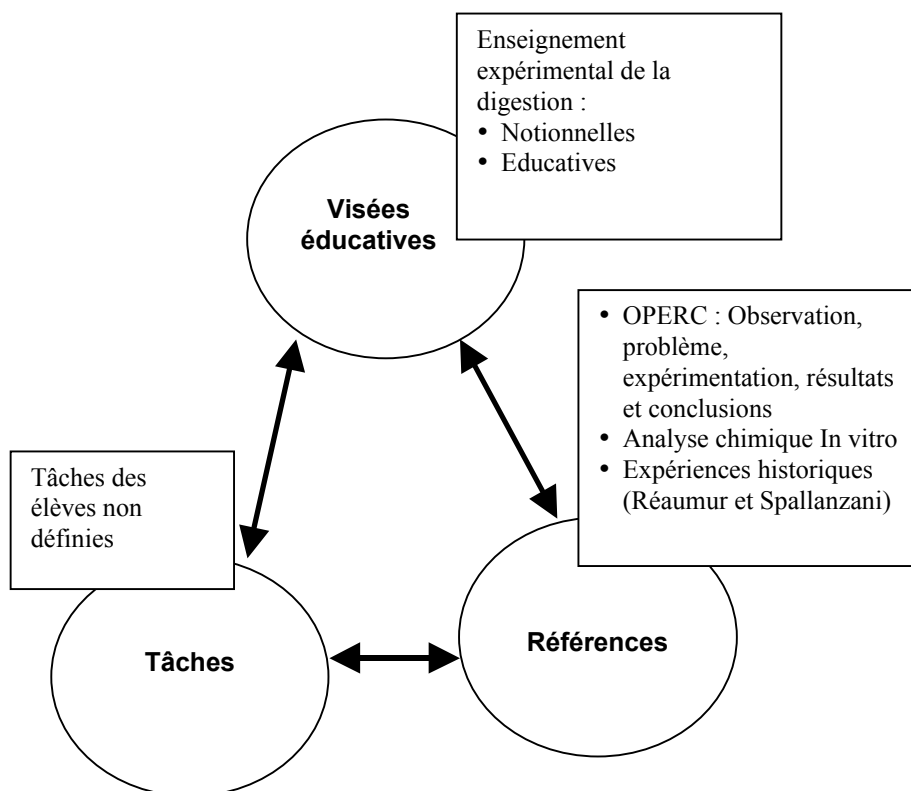 Enseignement
expérimental de la
digestion :
• Notionnelles
• Educatives
Visées
éducatives
• OPERC : Observation,
problème,
expérimentation, résultats
et conclusions
• Analyse chimique In vitro
• Expériences historiques
(Réaumur et Spallanzani)
Tâches des
élèves non
définies
Tâches
Références